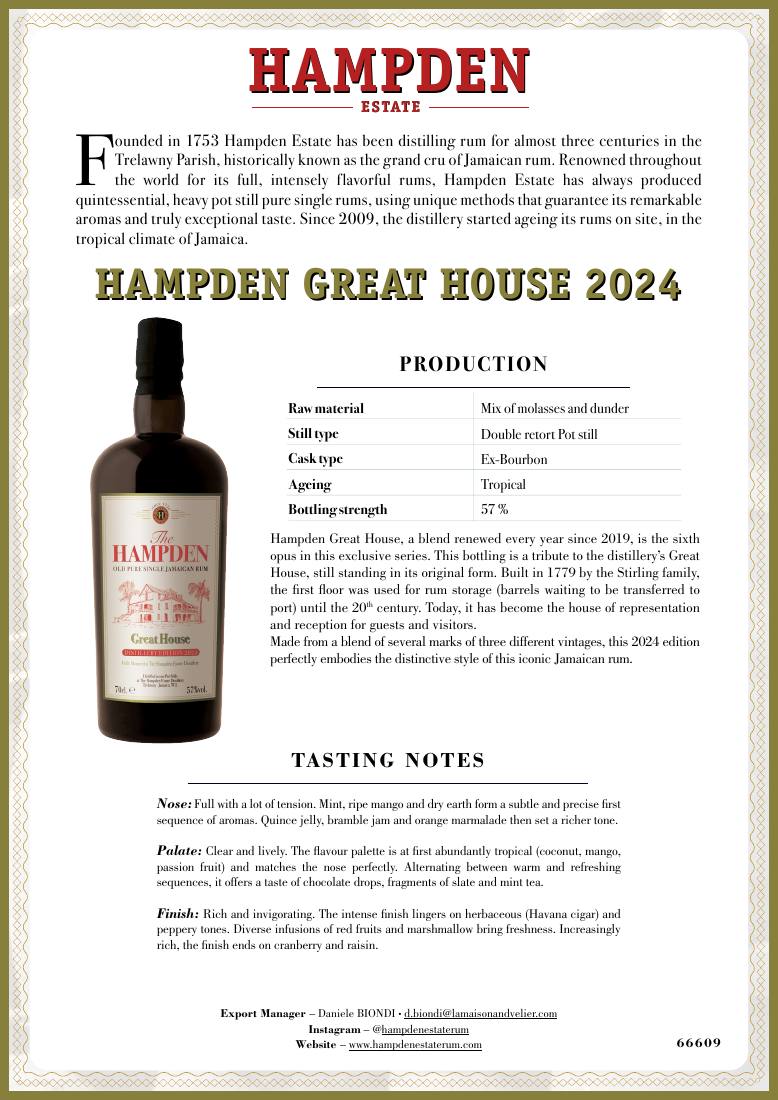 HAMPDEN
ESTATE
Founded in 1753 Hampden Estate has been distilling rum for almost three centuries in the
Trelawny Parish, historically known as the grand cru of Jamaican rum. Renowned throughout
the world for its full, intensely flavorful rums, Hampden Estate has always produced
quintessential, heavy pot still pure single rums, using unique methods that guarantee its remarkable
aromas and truly exceptional taste. Since 2009, the distillery started ageing its rums on site, in the
tropical climate of Jamaica.
HAMPDEN GREAT HOUSE 2024
The
HAMPDEN
OLD PURE SINGLE JAMAICAN RUM
Great House
DISTILLERY EDITION 2024
70cl. e 57%vol.
PRODUCTION
Raw material Mix of molasses and dunder
Still type Double retort Pot still
Cask type Ex-Bourbon
Ageing Tropical
Bottling strength 57 %
Hampden Great House, a blend renewed every year since 2019, is the sixth
opus in this exclusive series. This bottling is a tribute to the distillery's Great
House, still standing in its original form. Built in 1779 by the Stirling family,
the first floor was used for rum storage (barrels waiting to be transferred to
port) until the 20th century. Today, it has become the house of representation
and reception for guests and visitors.
Made from a blend of several marks of three different vintages, this 2024 edition
perfectly embodies the distinctive style of this iconic Jamaican rum.
TASTING NOTES
Nose: Full with a lot of tension. Mint, ripe mango and dry earth form a subtle and precise first
sequence of aromas. Quince jelly, bramble jam and orange marmalade then set a richer tone.
Palate: Clear and lively. The flavour palette is at first abundantly tropical (coconut, mango,
passion fruit) and matches the nose perfectly. Alternating between warm and refreshing
sequences, it offers a taste of chocolate drops, fragments of slate and mint tea.
Finish: Rich and invigorating. The intense finish lingers on herbaceous (Havana cigar) and
peppery tones. Diverse infusions of red fruits and marshmallow bring freshness. Increasingly
rich, the finish ends on cranberry and raisin.
Export Manager – Daniele BIONDI • d.biondi@lamaisonandvelier.com
Instagram – @hampdenestaterum
Website – www.hampdenestaterum.com
66609